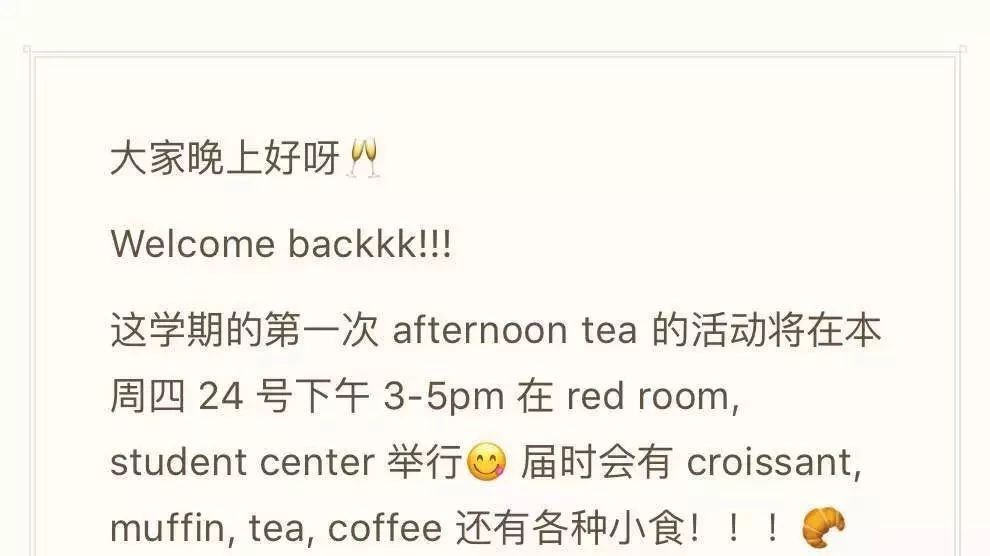 大家晚上好呀🥂
Welcome backkk!!!
这学期的第一次 afternoon tea 的活动将在本
周四 24 号下午 3-5pm 在 red room,
student center 举行😋 届时会有 croissant,
muffin, tea, coffee 还有各种小食！！！🥐